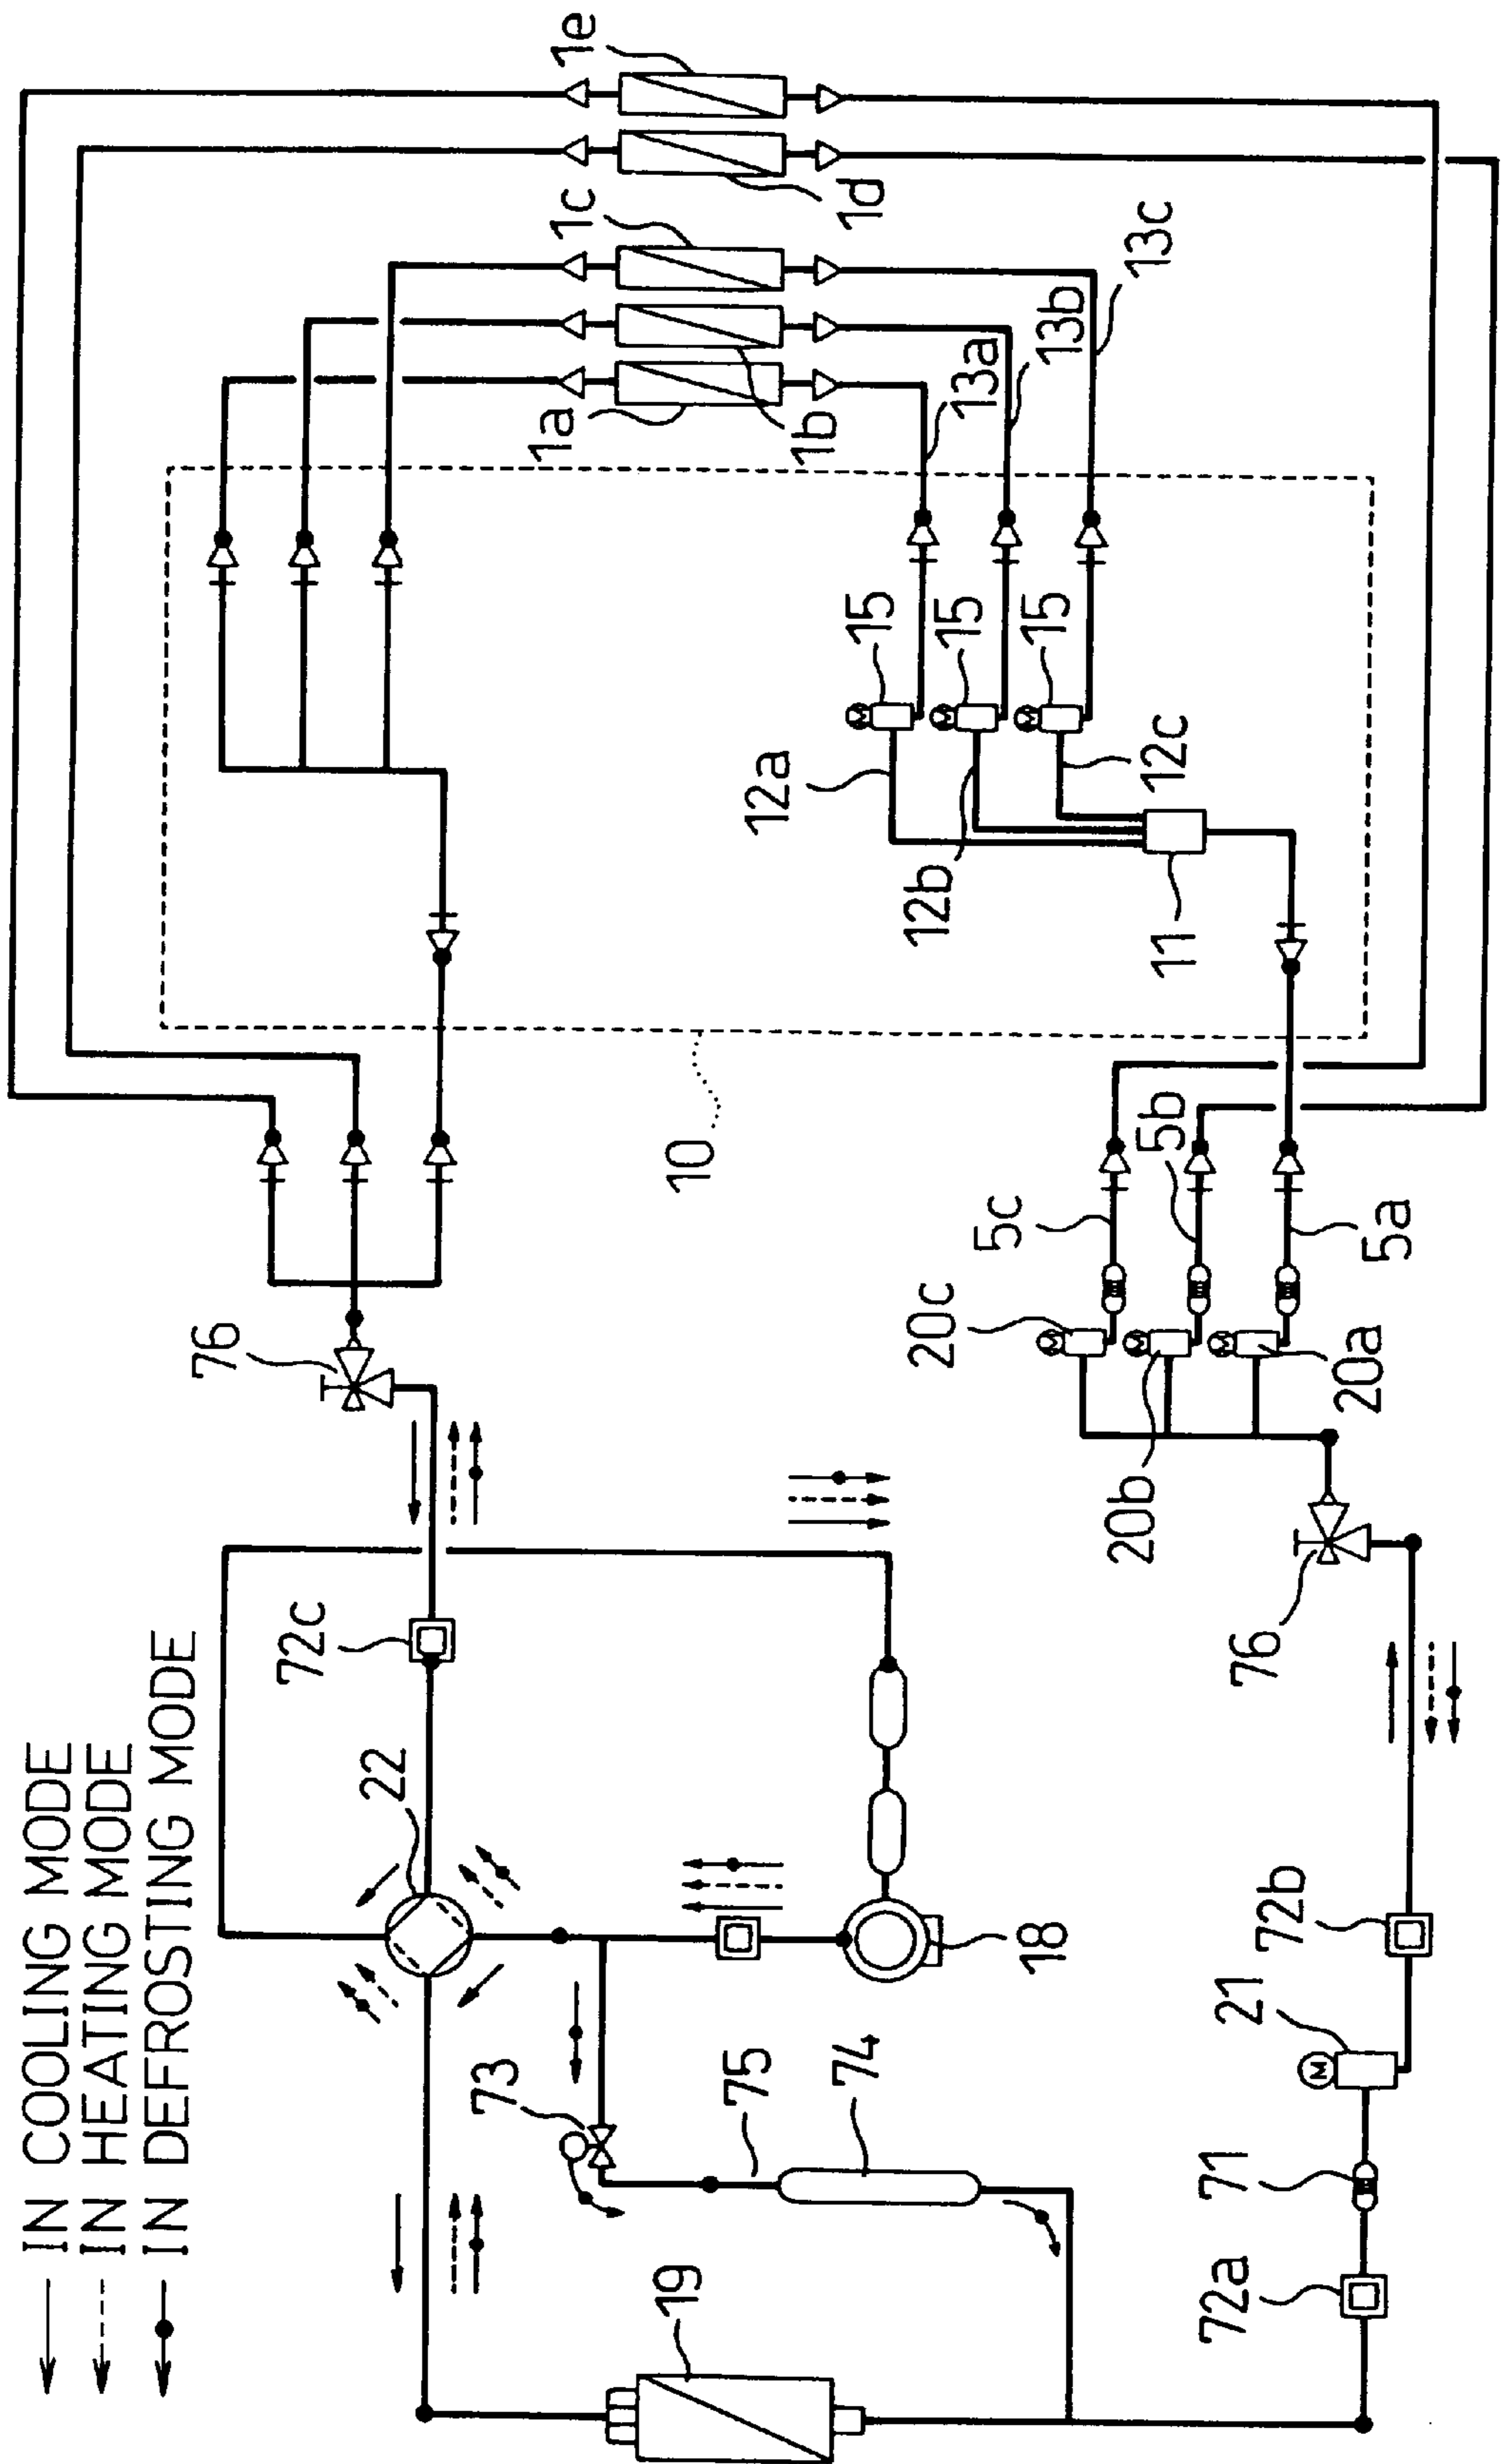 IN COOLING MODE
IN HEATING MODE
IN DEFROSTING MODE
1e
1d
1c
1b
1a
13a
13b
13c
15
15
15
12a
12b
12c
11
10
76
5c
5b
5a
20c
20b
20a
76
72c
22
18
73
75
74
19
72b
21
M
71
72a